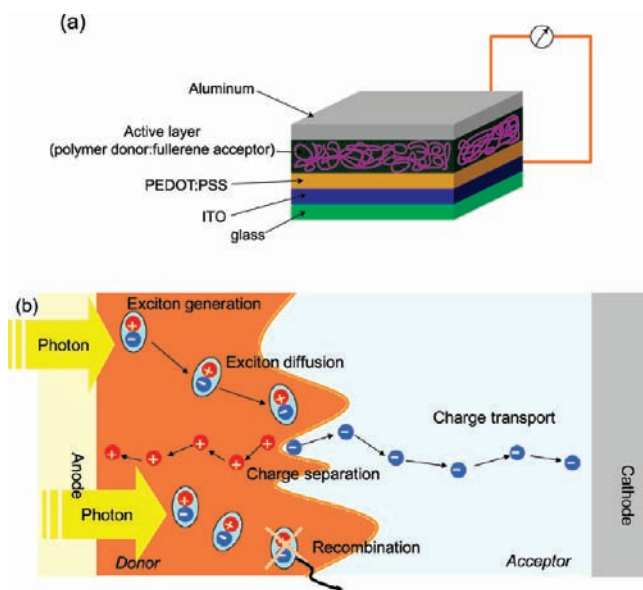 (a)
Aluminum
Active layer
(polymer donor:fullerene acceptor)
PEDOT:PSS
ITO
glass
(b)
Exciton generation
Photon
Exciton diffusion
Charge transport
Charge separation
Anode
Cathode
Photon
Recombination
Donor
Acceptor